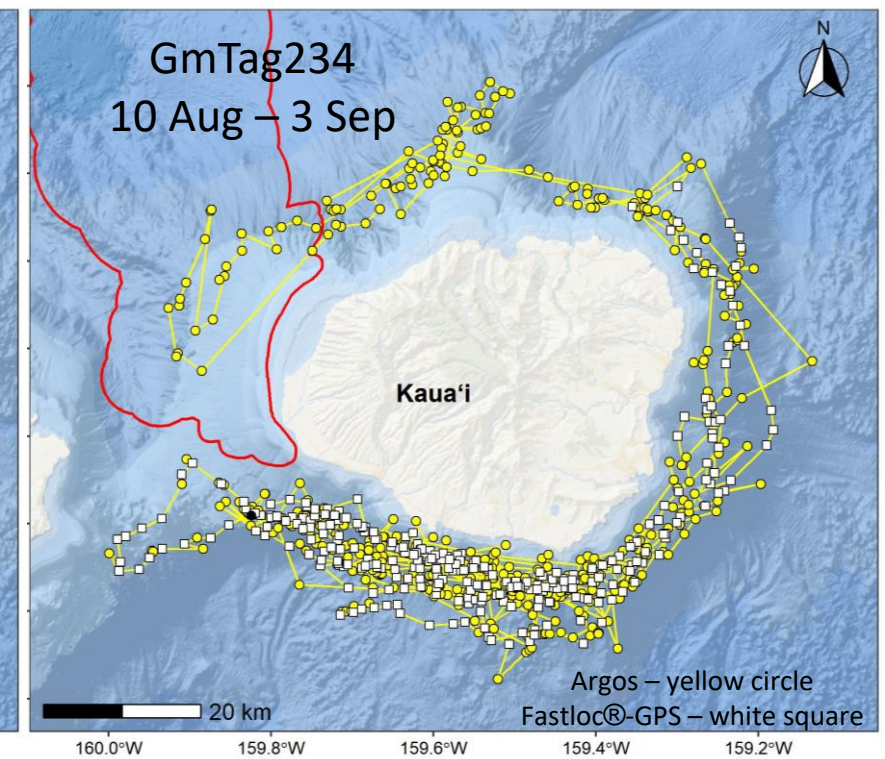 GmTag234
10 Aug – 3 Sep
N
Kauaʻi
Argos – yellow circle
Fastloc®-GPS – white square
20 km
160.0°W 159.8°W 159.6°W 159.4°W 159.2°W